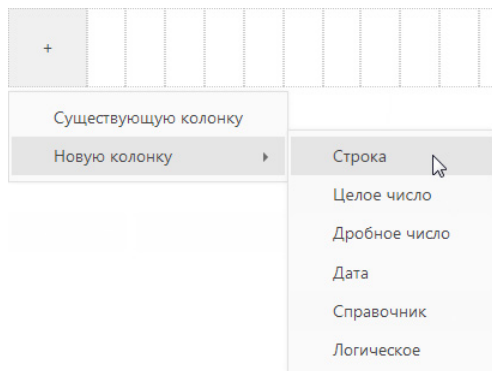 +
Существующую колонку
Новую колонку
Строка
Целое число
Дробное число
Дата
Справочник
Логическое